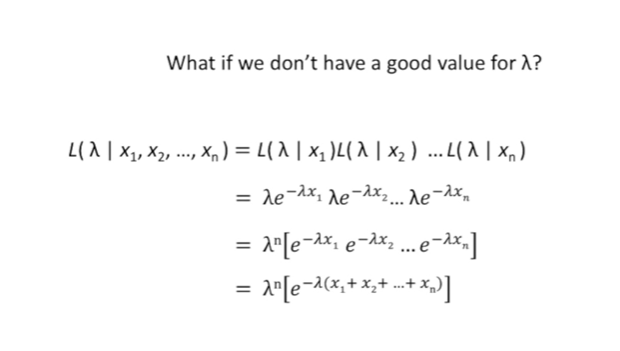 What if we don't have a good value for λ?
L(λ | x₁, x₂, ..., xₙ) = L(λ | x₁)L(λ | x₂) ...L(λ | xₙ)
= λe^−λx₁ λe^−λx₂... λe^−λxₙ
= λⁿ[e^−λx₁ e^−λx₂ ... e^−λxₙ]
= λⁿ[e^−λ(x₁+ x₂+ ...+ xₙ)]